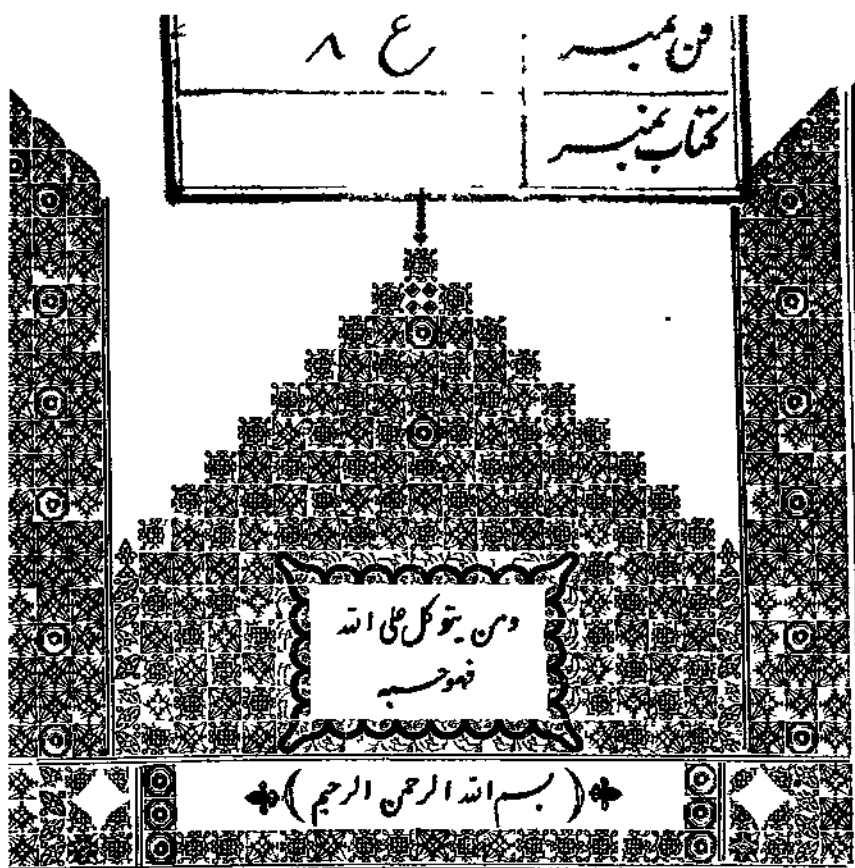 فن نمبر ع ٨
کتاب نمبر
ومن يتوكل على الله
فهو حسبه
(بسم الله الرحمن الرحيم)